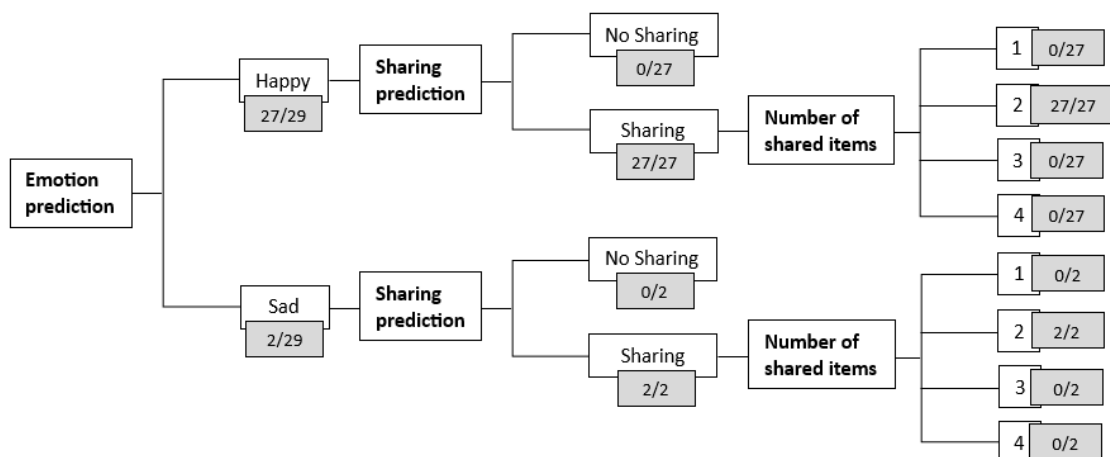 Emotion
prediction
Happy
27/29
Sharing
prediction
No Sharing
0/27
Sharing
27/27
Number of
shared items
1 0/27
2 27/27
3 0/27
4 0/27
Sad
2/29
Sharing
prediction
No Sharing
0/2
Sharing
2/2
Number of
shared items
1 0/2
2 2/2
3 0/2
4 0/2